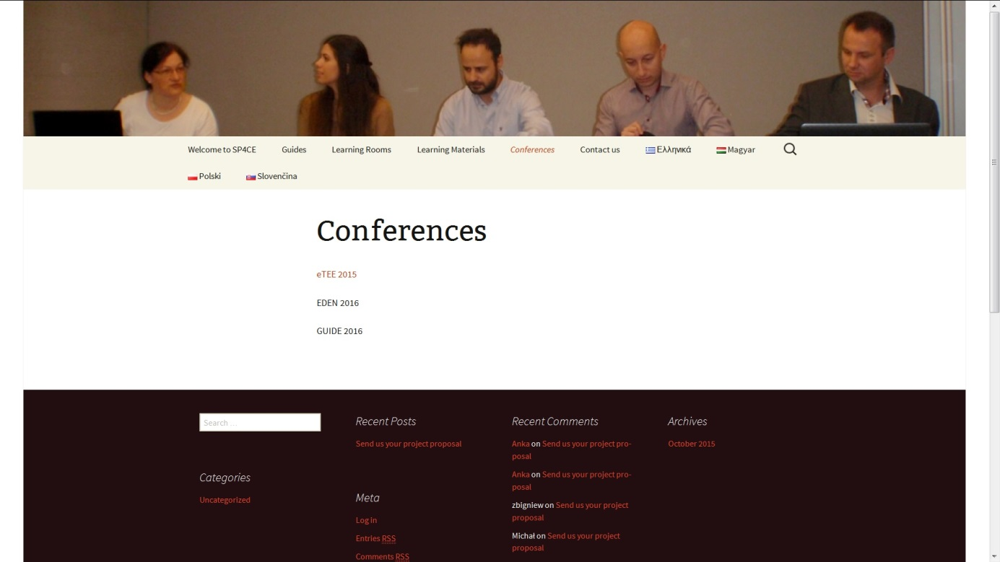 Welcome to SP4CE
Guides
Learning Rooms
Learning Materials
Conferences
Contact us
Ελληνικά
Magyar
Polski
Slovenčina
Conferences
eTEE 2015
EDEN 2016
GUIDE 2016
Search …
Categories
Uncategorized
Recent Posts
Send us your project proposal
Meta
Log in
Entries RSS
Comments RSS
Recent Comments
Anka on Send us your project pro-
posal
Anka on Send us your project pro-
posal
zbigniew on Send us your project
proposal
Michał on Send us your project
proposal
Archives
October 2015